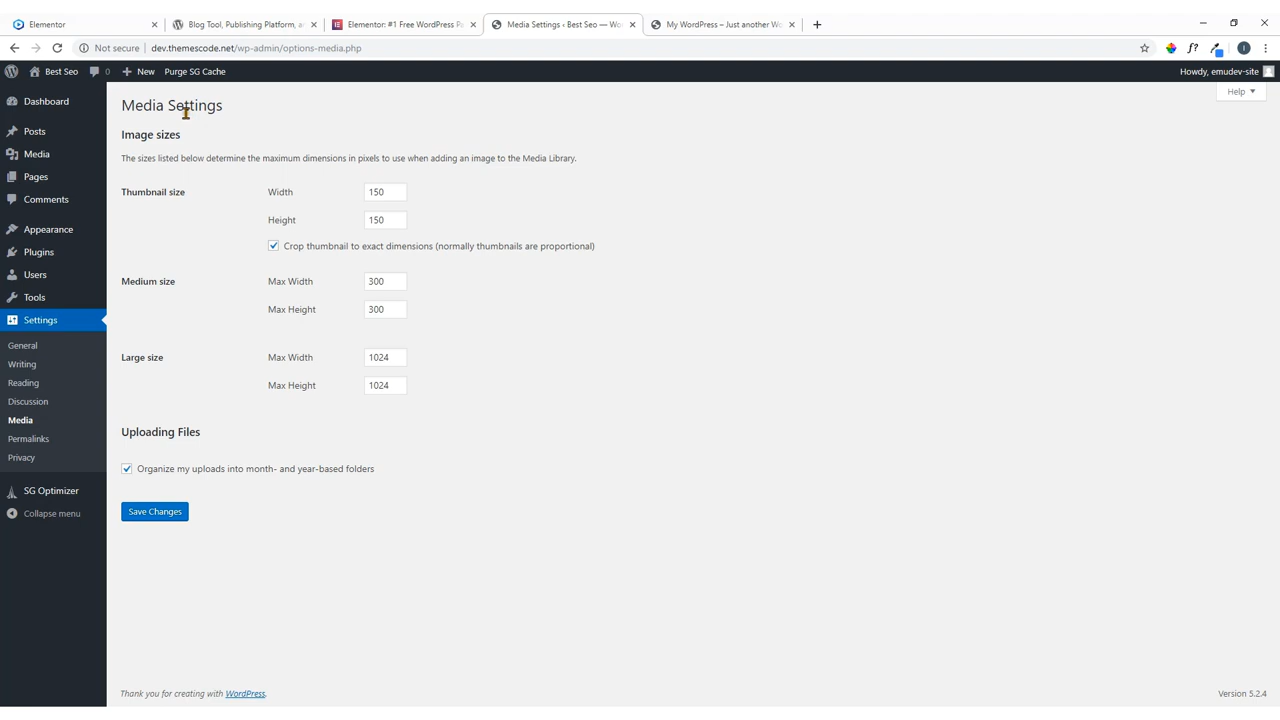 Elementor
Blog Tool, Publishing Platform, an
Elementor: #1 Free WordPress Pa
Media Settings ‹ Best Seo — Wo
My WordPress – Just another Wo
Not secure
dev.themescode.net/wp-admin/options-media.php
f?
I
Best Seo
0
New
Purge SG Cache
Howdy, emudev-site
Dashboard
Posts
Media
Pages
Comments
Appearance
Plugins
Users
Tools
Settings
General
Writing
Reading
Discussion
Media
Permalinks
Privacy
SG Optimizer
Collapse menu
Help
Media Settings
Image sizes
The sizes listed below determine the maximum dimensions in pixels to use when adding an image to the Media Library.
Thumbnail size
Width
150
Height
150
Crop thumbnail to exact dimensions (normally thumbnails are proportional)
Medium size
Max Width
300
Max Height
300
Large size
Max Width
1024
Max Height
1024
Uploading Files
Organize my uploads into month- and year-based folders
Save Changes
Thank you for creating with WordPress.
Version 5.2.4